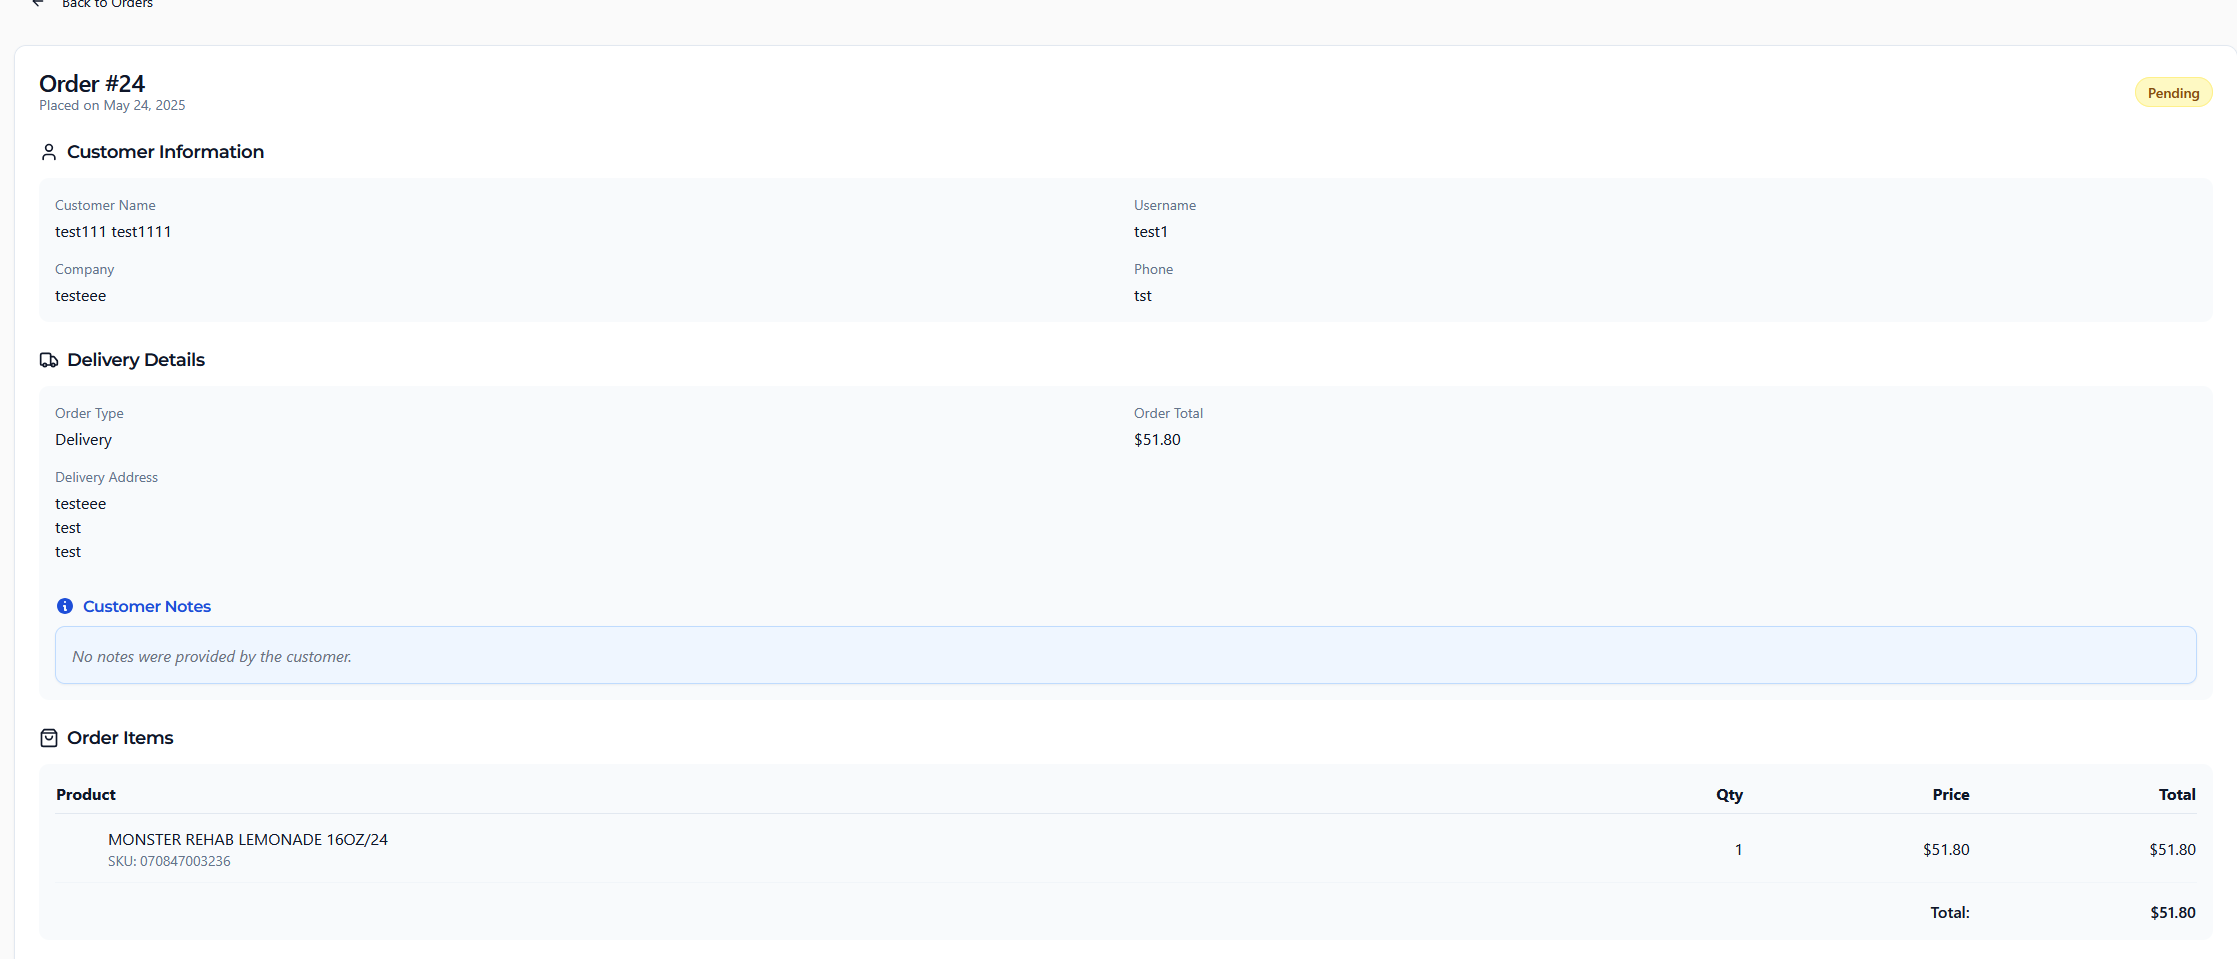 Back to Orders
Order #24
Pending
Placed on May 24, 2025
Customer Information
Customer Name
Username
test111 test1111
test1
Company
Phone
testeee
tst
Delivery Details
Order Type
Order Total
Delivery
$51.80
Delivery Address
testeee
test
test
Customer Notes
No notes were provided by the customer.
Order Items
Product Qty Price Total
MONSTER REHAB LEMONADE 16OZ/24
SKU: 070847003236
1 $51.80 $51.80
Total: $51.80